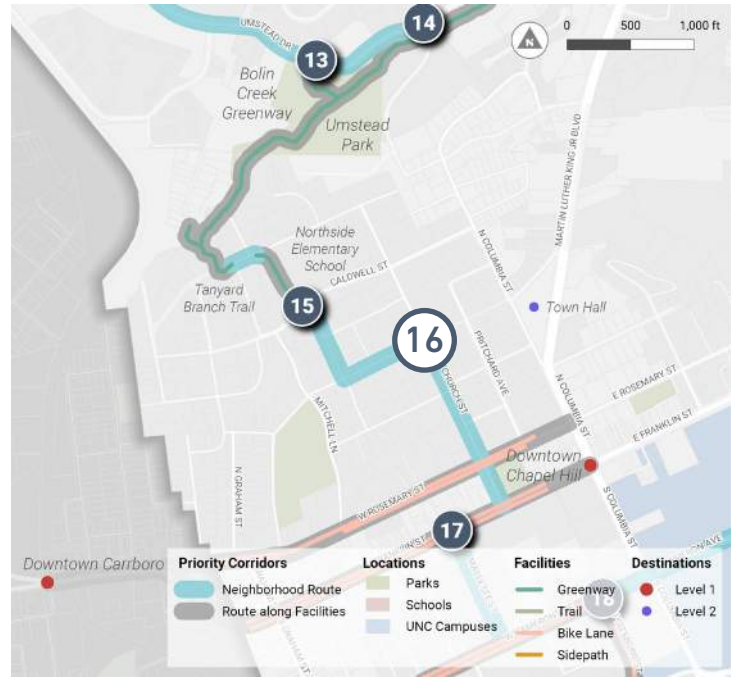 UMSTEAD DR
13
14
0 500 1,000 ft
N
Bolin
Creek
Greenway
Umstead
Park
MARTIN LUTHER KING JR BLVD
N COLUMBIA ST
Northside
Elementary
School
CALDWELL ST
Tanyard
Branch Trail
15
16
Town Hall
PRITCHARD AVE
CHURCH ST
MITCHELL LN
N COLUMBIA ST
E ROSEMARY ST
E FRANKLIN ST
Downtown
Chapel Hill
N GRAHAM ST
W ROSEMARY ST
S COLUMBIA ST
17
Downtown Carrboro
Priority Corridors
Neighborhood Route
Route along Facilities
Locations
Parks
Schools
UNC Campuses
Facilities
Greenway
Trail
Bike Lane
Sidepath
Destinations
Level 1
Level 2
18